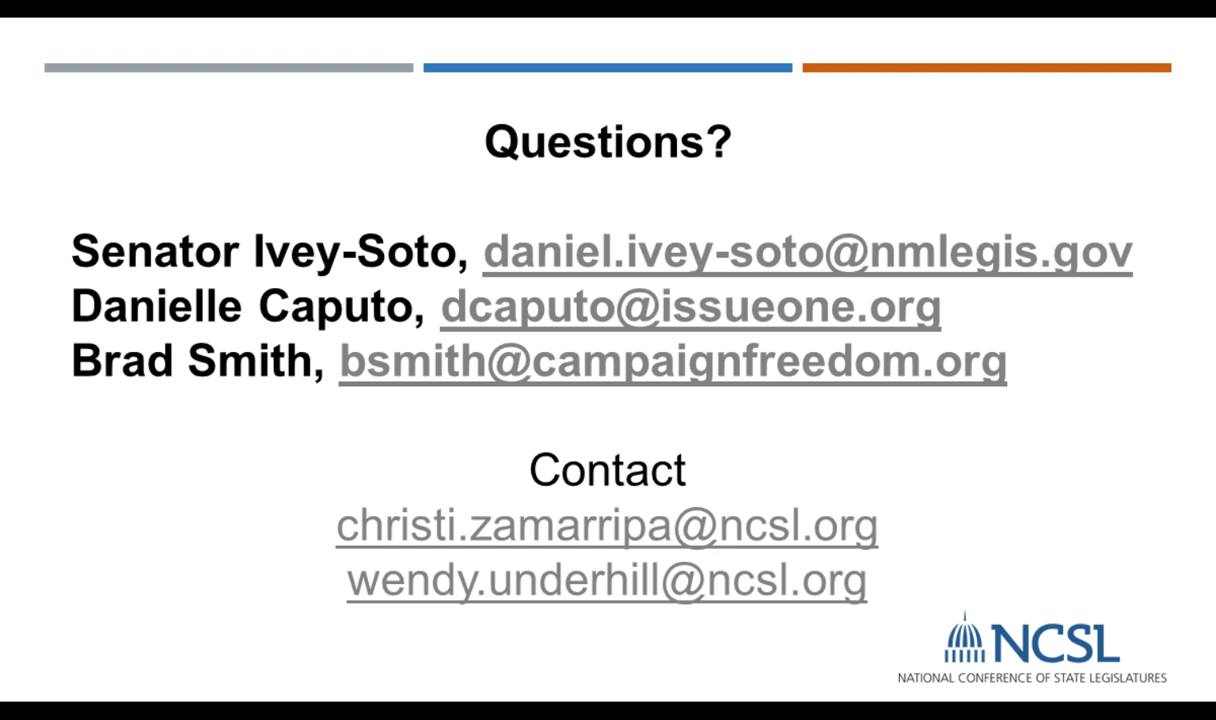 Questions?
Senator Ivey-Soto, daniel.ivey-soto@nmlegis.gov
Danielle Caputo, dcaputo@issueone.org
Brad Smith, bsmith@campaignfreedom.org
Contact
christi.zamarripa@ncsl.org
wendy.underhill@ncsl.org
NCSL
NATIONAL CONFERENCE OF STATE LEGISLATURES